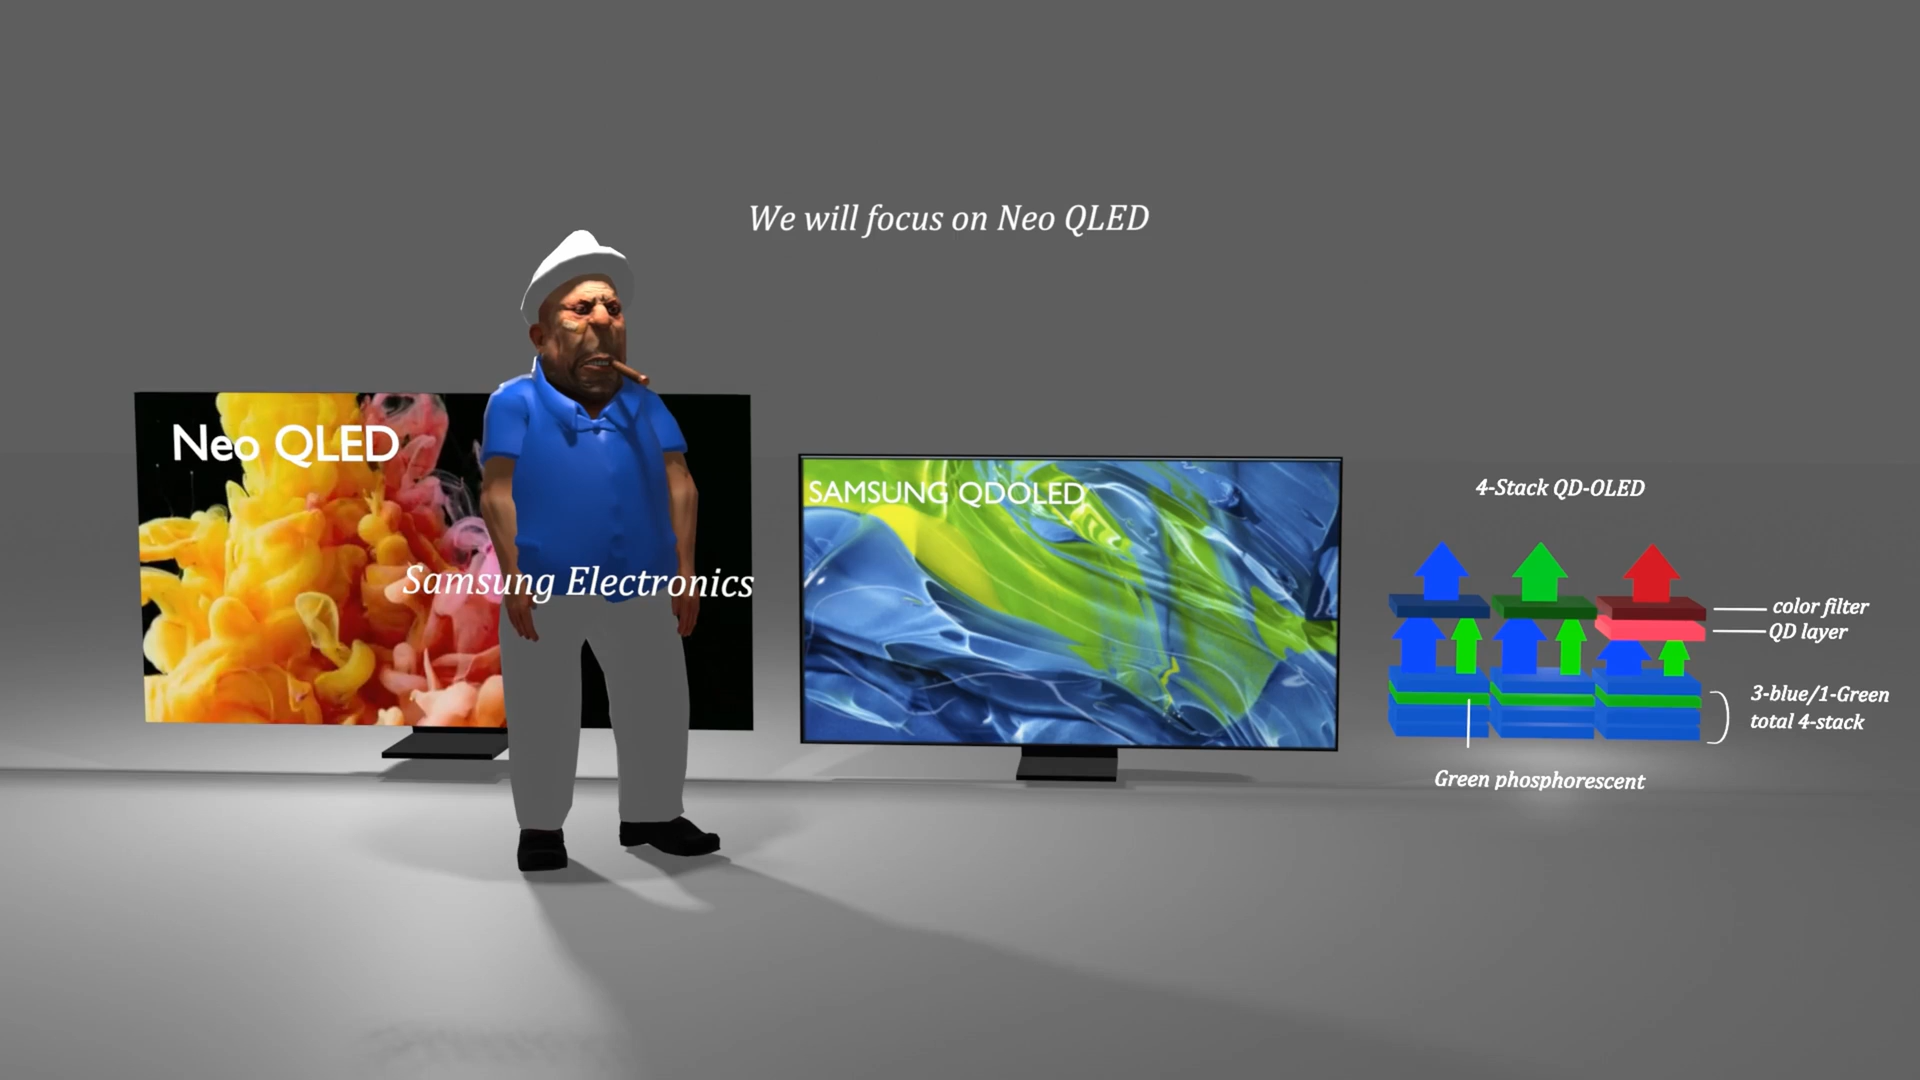 We will focus on Neo QLED
Neo QLED
Samsung Electronics
SAMSUNG QDOLED
4-Stack QD-OLED
color filter
QD layer
3-blue/1-Green
total 4-stack
Green phosphorescent